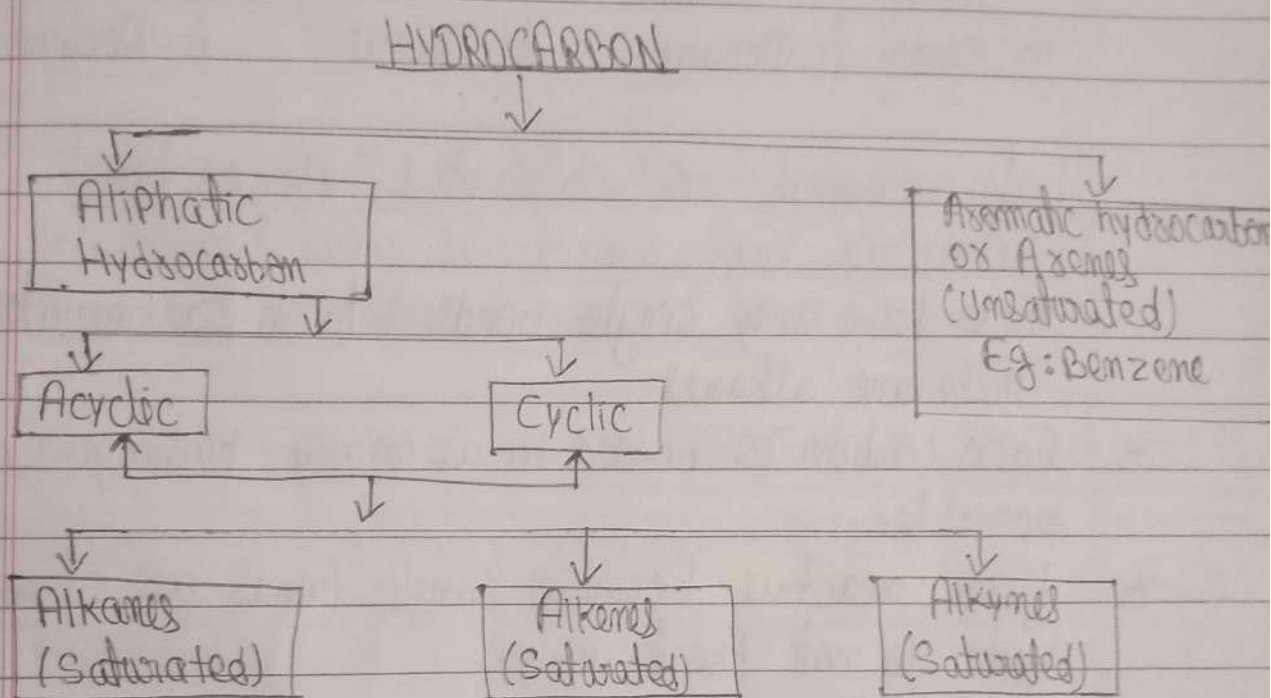 HYDROCARBON
Aliphatic
Hydrocarbon
Aromatic hydrocarbon
or Arenes
(Unsaturated)
Eg: Benzene
Acyclic
Cyclic
Alkanes
(Saturated)
Alkenes
(Saturated)
Alkynes
(Saturated)